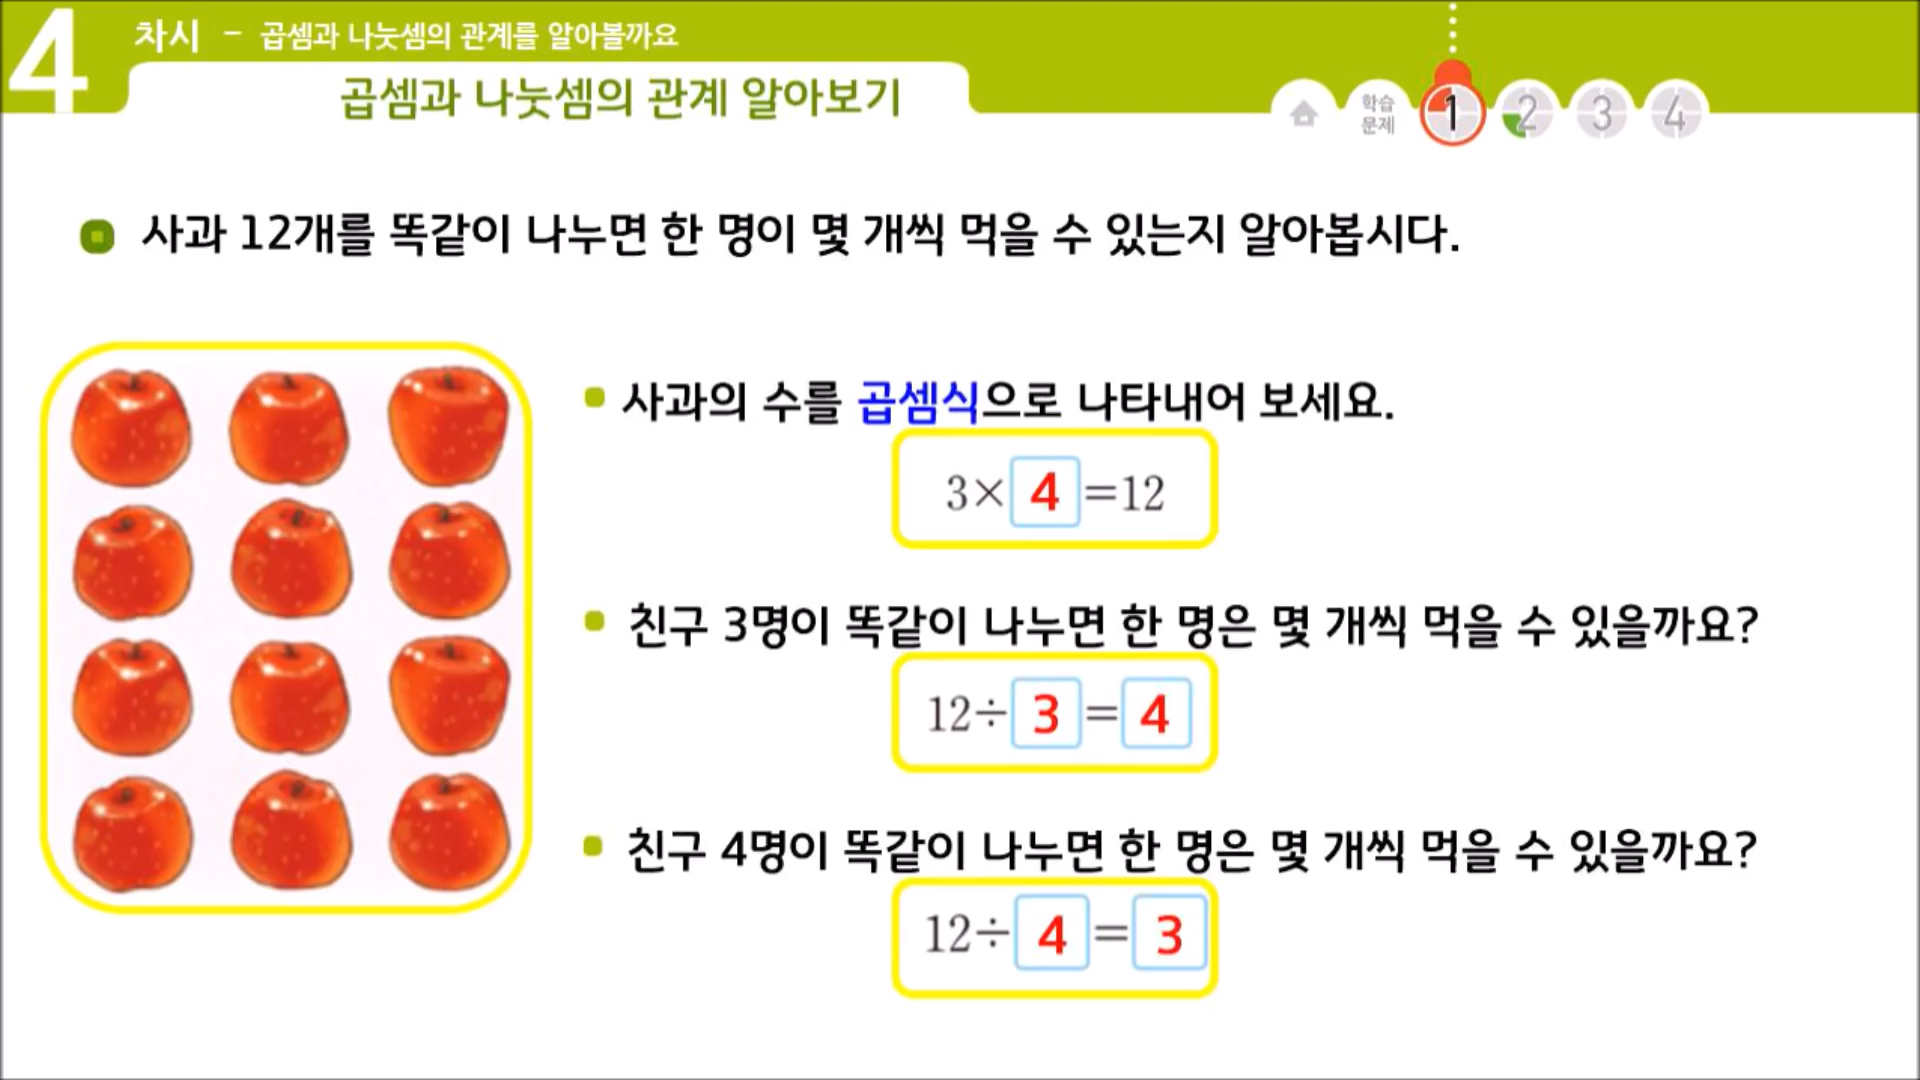 4 차시 - 곱셈과 나눗셈의 관계를 알아볼까요
곱셈과 나눗셈의 관계 알아보기
학습
문제
1 2 3 4
사과 12개를 똑같이 나누면 한 명이 몇 개씩 먹을 수 있는지 알아봅시다.
사과의 수를 곱셈식으로 나타내어 보세요.
3×4=12
친구 3명이 똑같이 나누면 한 명은 몇 개씩 먹을 수 있을까요?
12÷3=4
친구 4명이 똑같이 나누면 한 명은 몇 개씩 먹을 수 있을까요?
12÷4=3